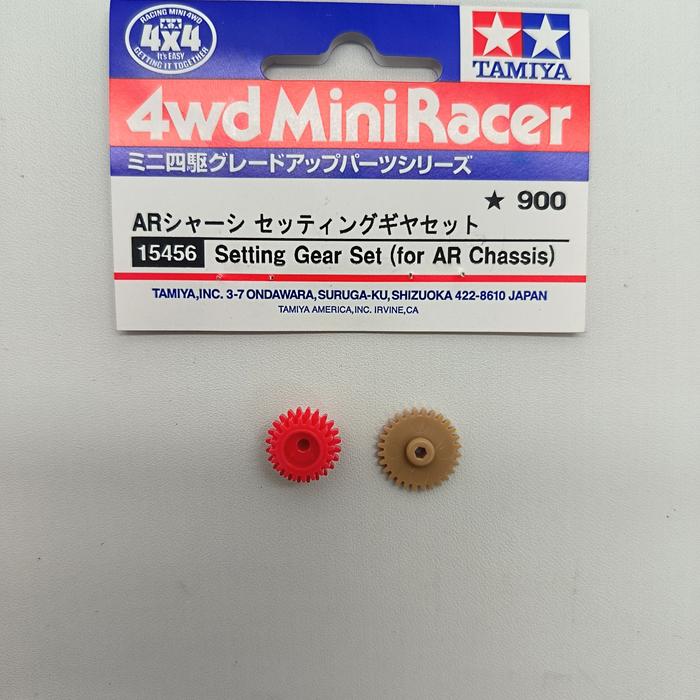 RACING MINI 4WD
4x4
It's EASY
GETTING IT TOGETHER
TAMIYA
4wd Mini Racer
ミニ四駆グレードアップパーツシリーズ
★ 900
ARシャーシ セッティングギヤセット
15456 Setting Gear Set (for AR Chassis)
TAMIYA,INC. 3-7 ONDAWARA,SURUGA-KU,SHIZUOKA 422-8610 JAPAN
TAMIYA AMERICA,INC. IRVINE,CA